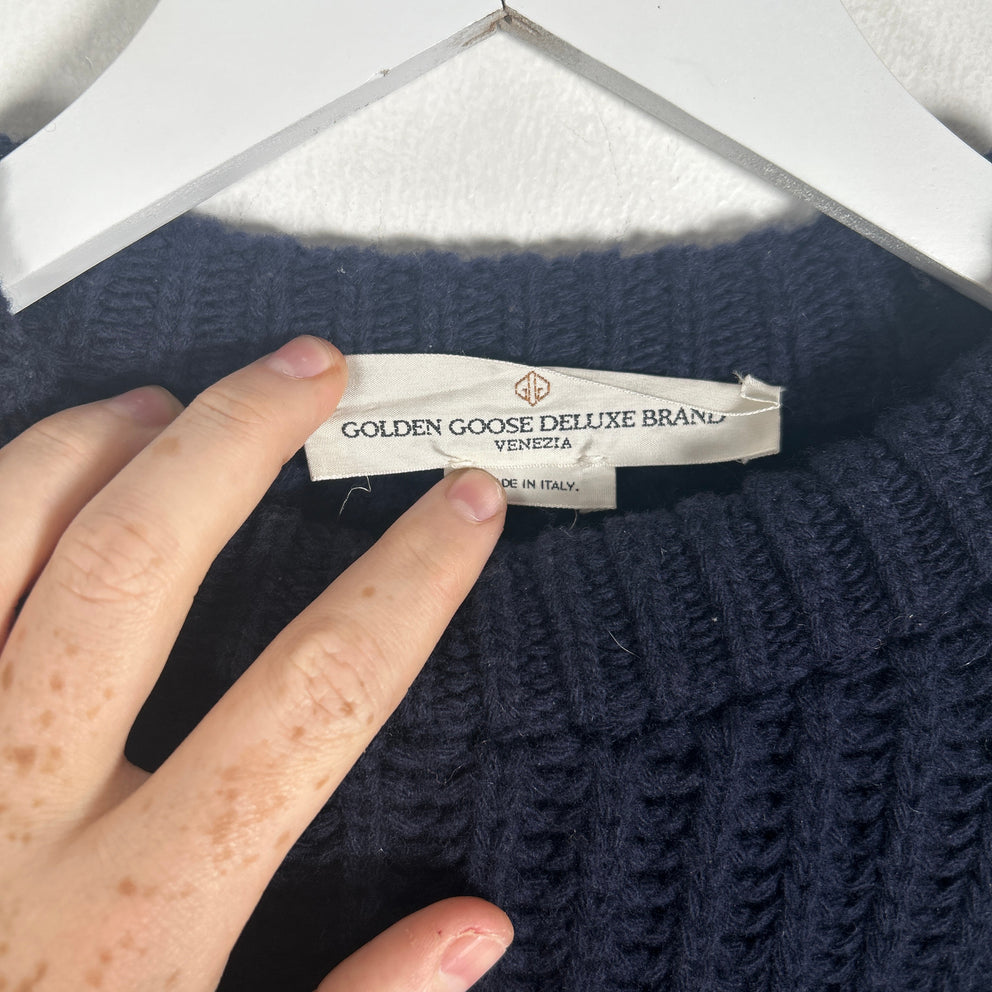 GOLDEN GOOSE DELUXE BRAND
VENEZIA
IN ITALY.